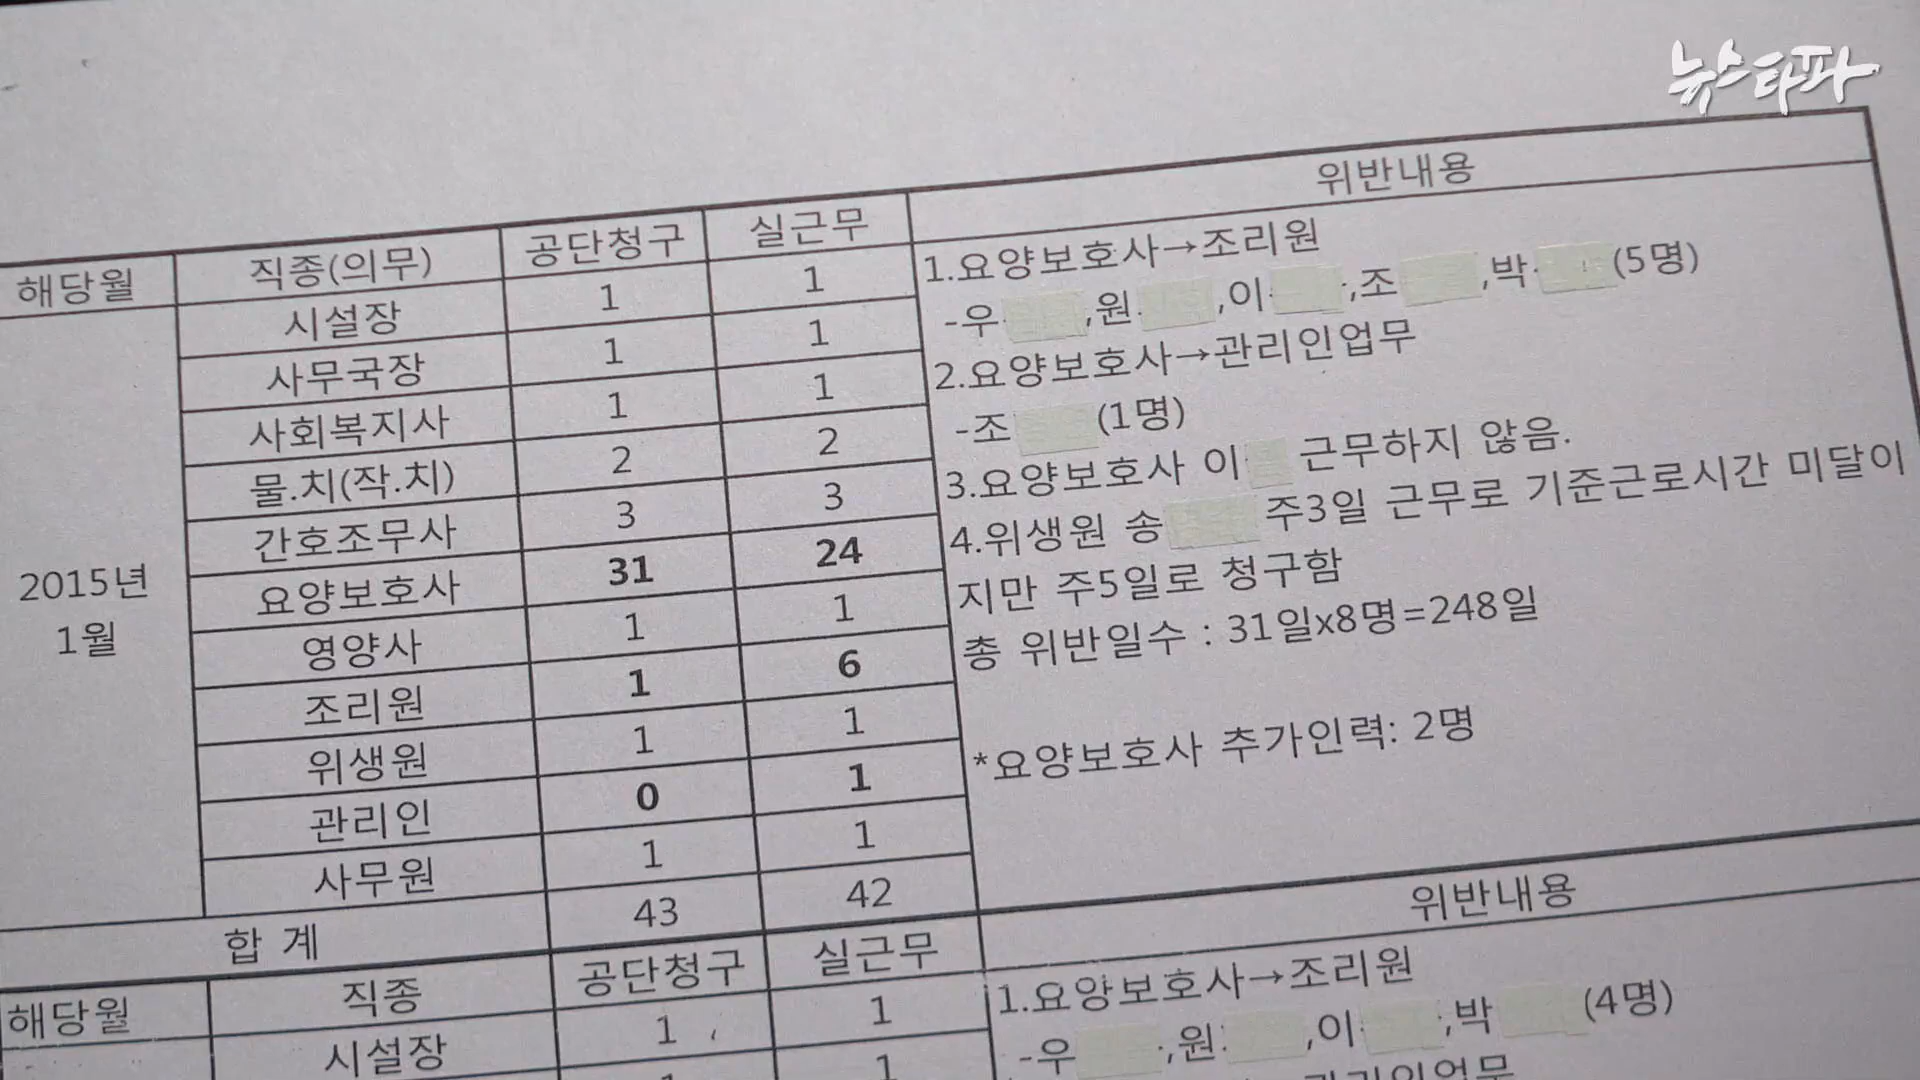 뉴스타파
해당월 직종(의무) 공단청구 실근무 위반내용
2015년
1월
시설장 1 1
사무국장 1 1
사회복지사 1 1
물.치(작.치) 2 2
간호조무사 3 3
요양보호사 31 24
영양사 1 1
조리원 1 6
위생원 1 1
관리인 0 1
사무원 1 1
합 계 43 42
1.요양보호사→조리원
-우 ,원 ,이 ,조 ,박 (5명)
2.요양보호사→관리인업무
-조 (1명)
3.요양보호사 이 근무하지 않음.
4.위생원 송 주3일 근무로 기준근로시간 미달이
지만 주5일로 청구함
총 위반일수 : 31일x8명=248일
*요양보호사 추가인력: 2명
해당월 직종 공단청구 실근무 위반내용
시설장 1 1
1 1
1.요양보호사→조리원
-우 ,원 ,이 ,박 (4명)
관리인업무